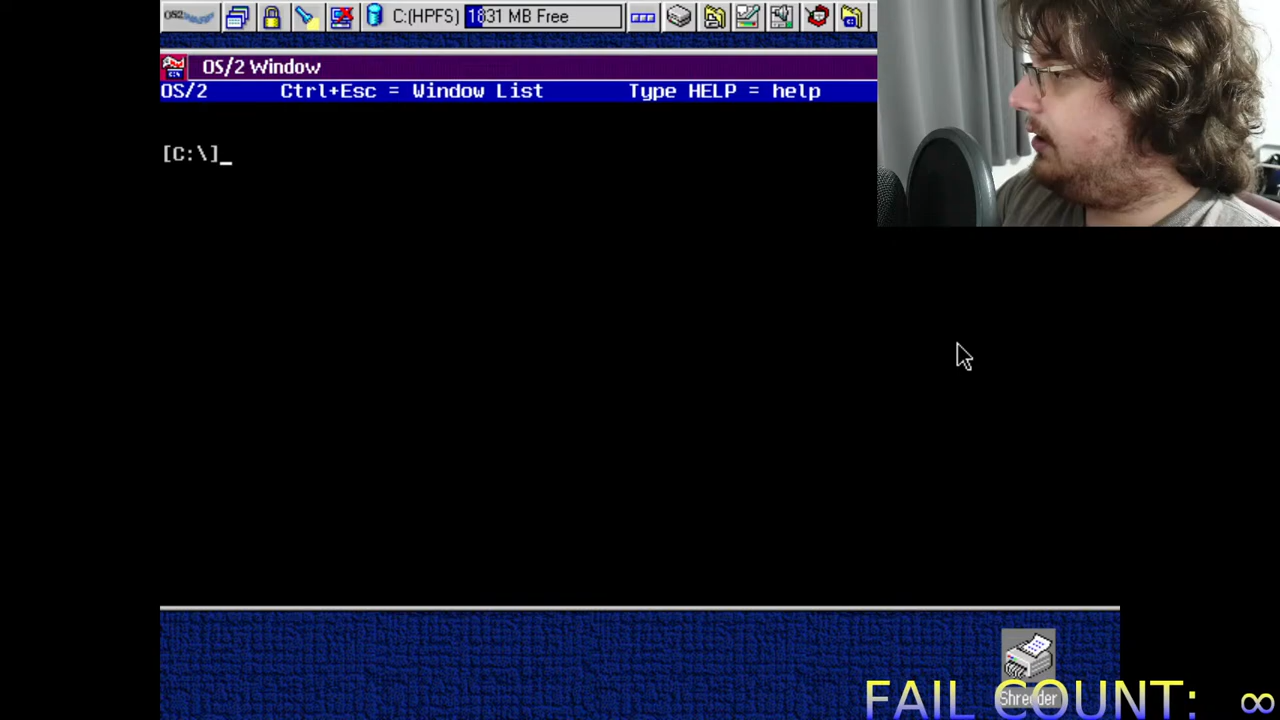 OS2 C:(HPFS) 1831 MB Free
OS/2 Window
OS/2 Ctrl+Esc = Window List Type HELP = help
[C:\]_
Shredder
FAIL COUNT: ∞